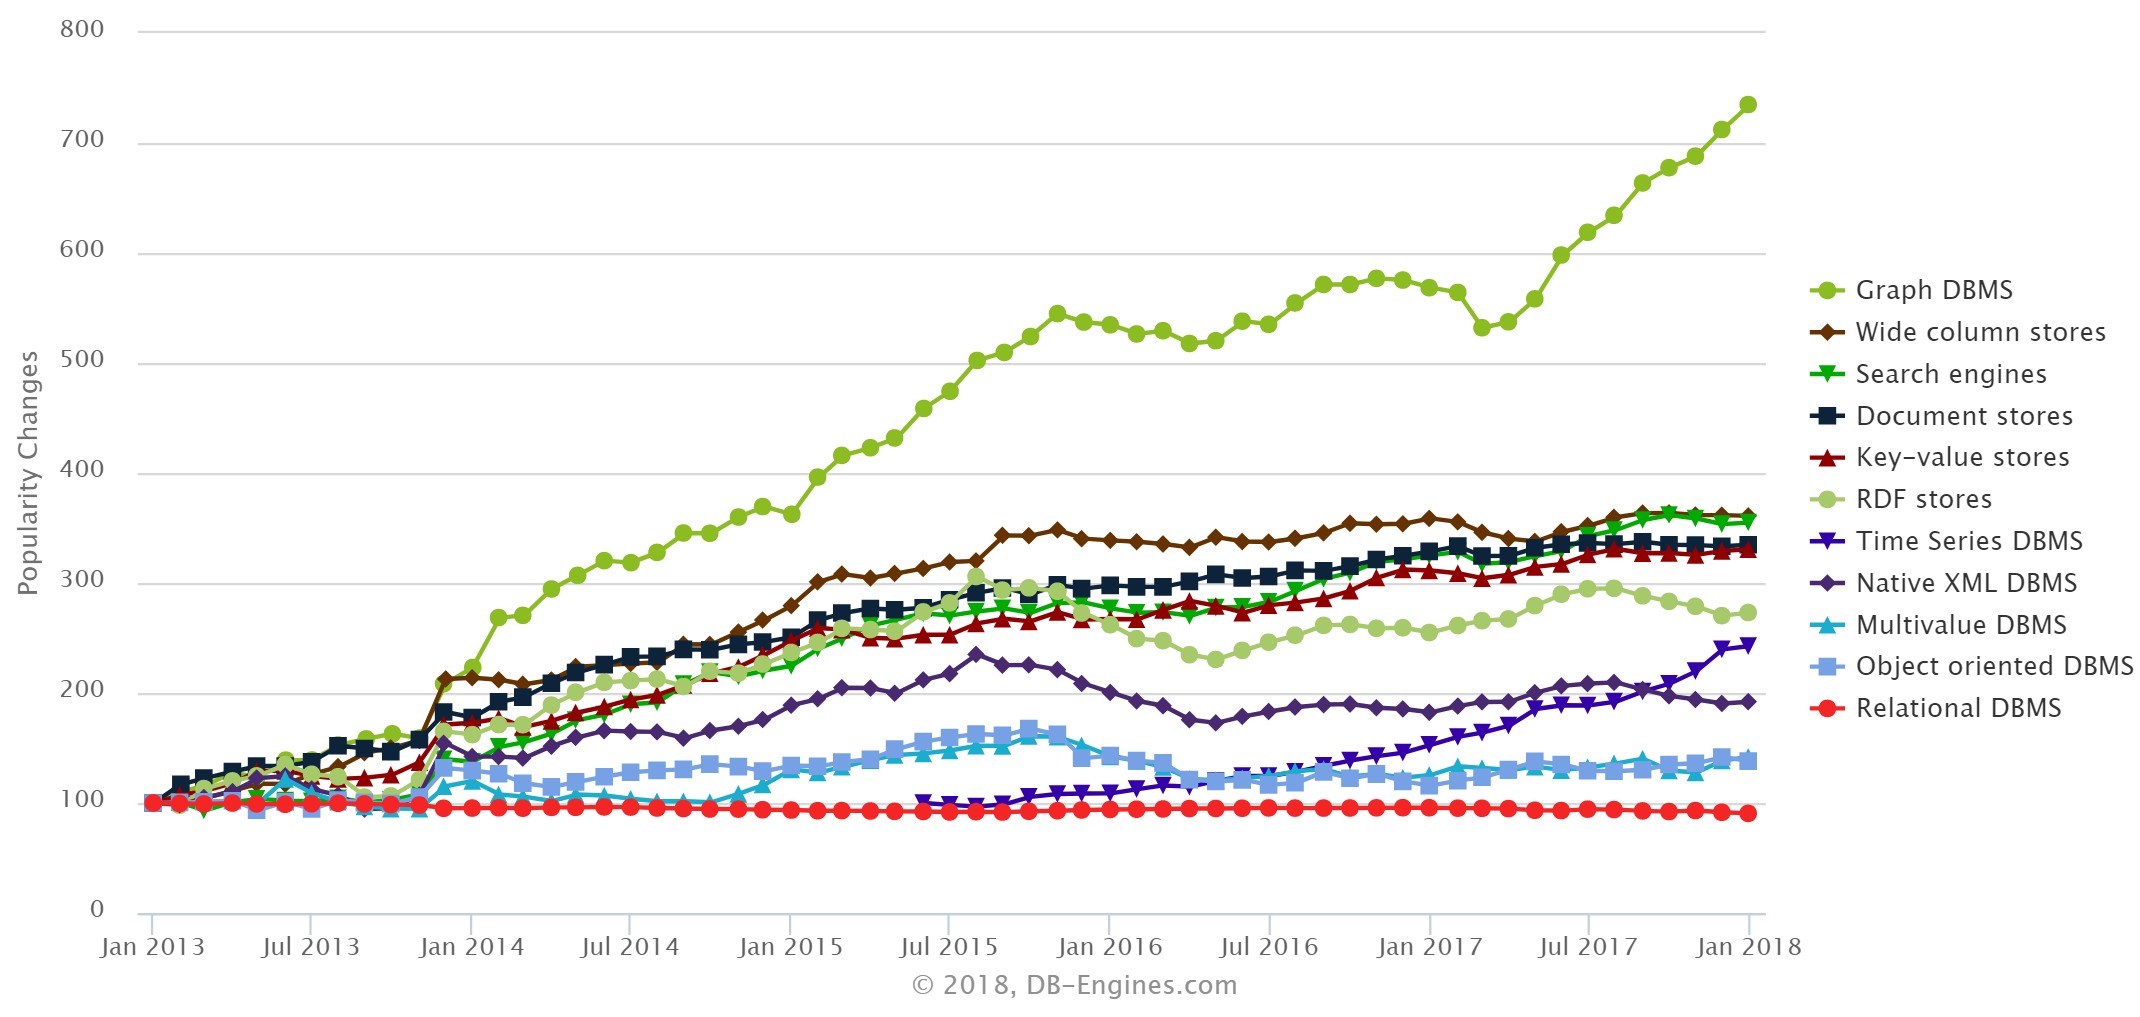 800
700
600
500
400
300
200
100
0
Popularity Changes
Jan 2013 Jul 2013 Jan 2014 Jul 2014 Jan 2015 Jul 2015 Jan 2016 Jul 2016 Jan 2017 Jul 2017 Jan 2018
© 2018, DB-Engines.com
Graph DBMS
Wide column stores
Search engines
Document stores
Key-value stores
RDF stores
Time Series DBMS
Native XML DBMS
Multivalue DBMS
Object oriented DBMS
Relational DBMS